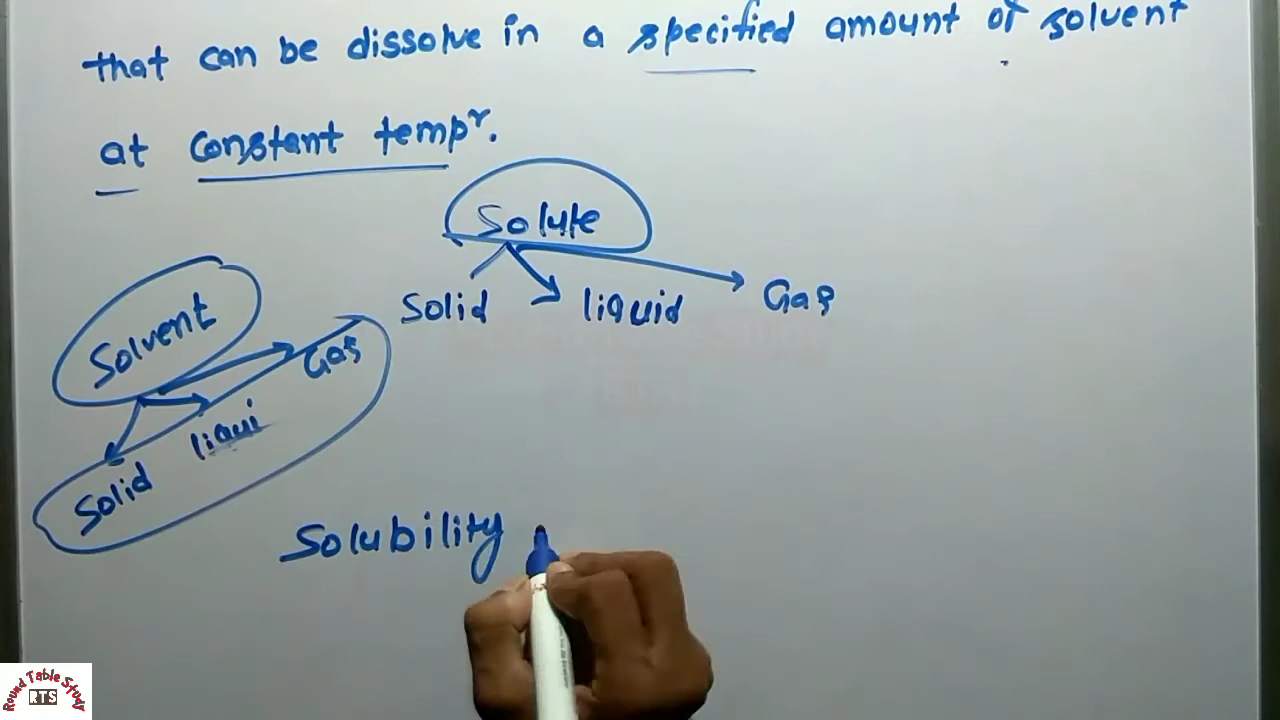 that can be dissolve in a specified amount of solvent
at constant tempr.
Solute
Solid liquid Gas
Solvent
Solid liqui Gas
Solubility
Round Table Study
RTS